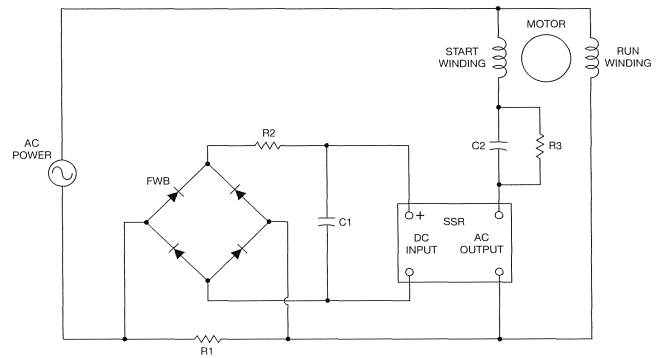 MOTOR
START
WINDING
RUN
WINDING
AC
POWER
R2
C2
R3
FWB
C1
+
SSR
DC
INPUT
AC
OUTPUT
R1